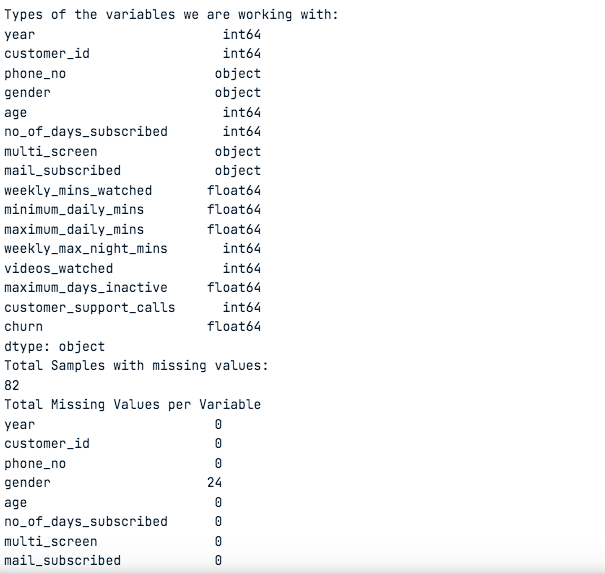 Types of the variables we are working with:
year int64
customer_id int64
phone_no object
gender object
age int64
no_of_days_subscribed int64
multi_screen object
mail_subscribed object
weekly_mins_watched float64
minimum_daily_mins float64
maximum_daily_mins float64
weekly_max_night_mins int64
videos_watched int64
maximum_days_inactive float64
customer_support_calls int64
churn float64
dtype: object
Total Samples with missing values:
82
Total Missing Values per Variable
year 0
customer_id 0
phone_no 0
gender 24
age 0
no_of_days_subscribed 0
multi_screen 0
mail_subscribed 0